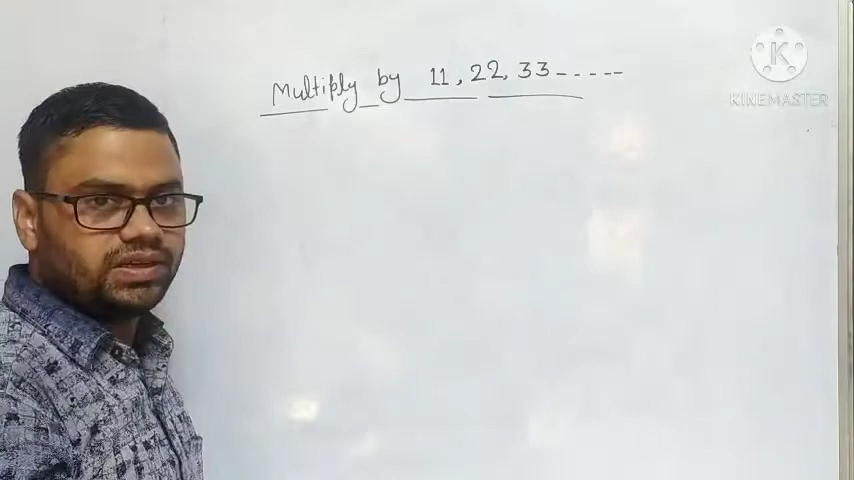 Multiply by 11, 22, 33-----
K
KINEMASTER